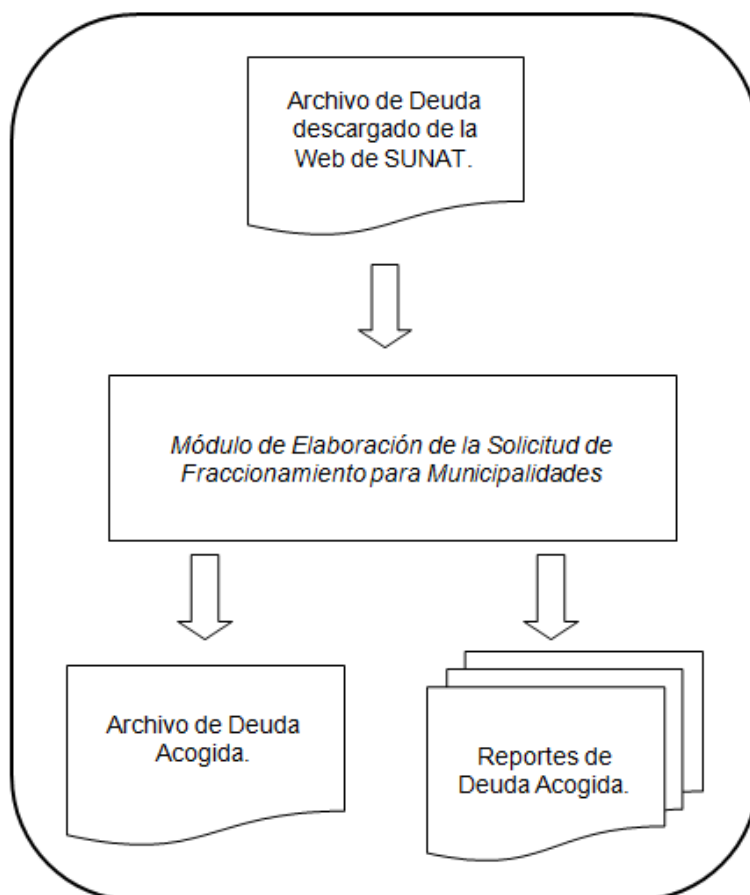 Archivo de Deuda
descargado de la
Web de SUNAT.
Módulo de Elaboración de la Solicitud de
Fraccionamiento para Municipalidades
Archivo de Deuda
Acogida.
Reportes de
Deuda Acogida.